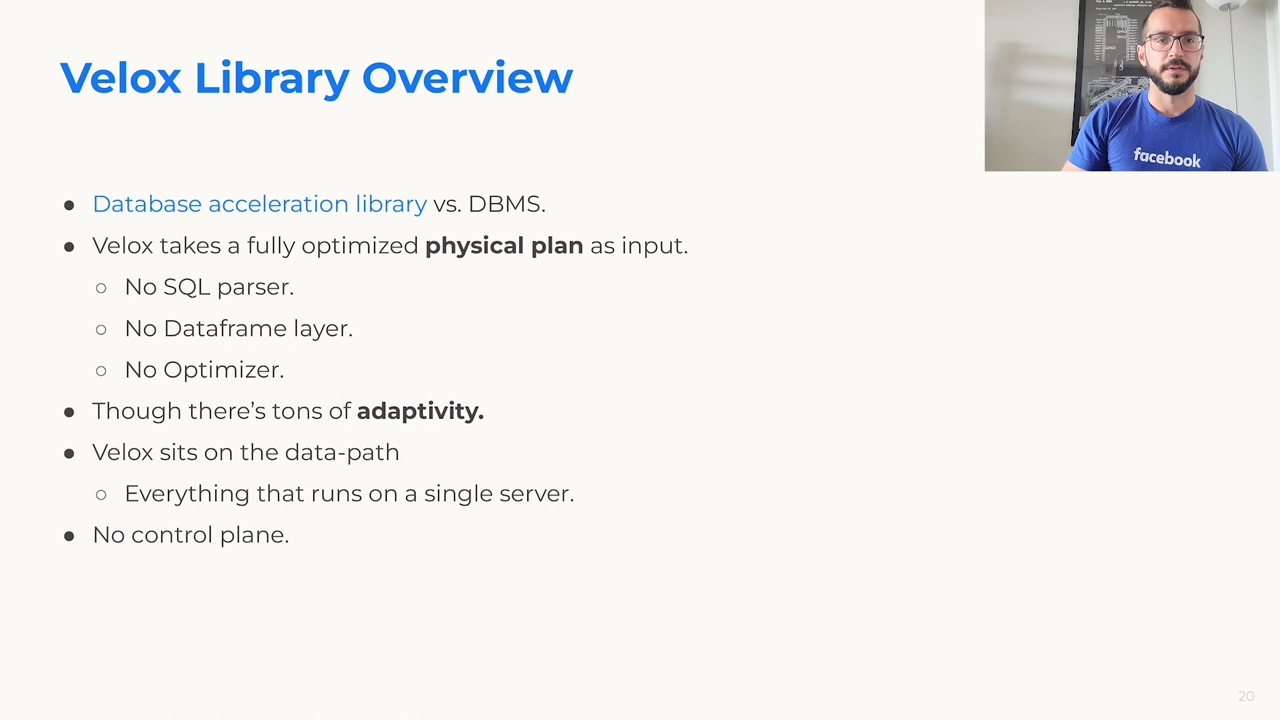 Velox Library Overview
● Database acceleration library vs. DBMS.
● Velox takes a fully optimized physical plan as input.
○ No SQL parser.
○ No Dataframe layer.
○ No Optimizer.
● Though there’s tons of adaptivity.
● Velox sits on the data-path
○ Everything that runs on a single server.
● No control plane.
facebook
20